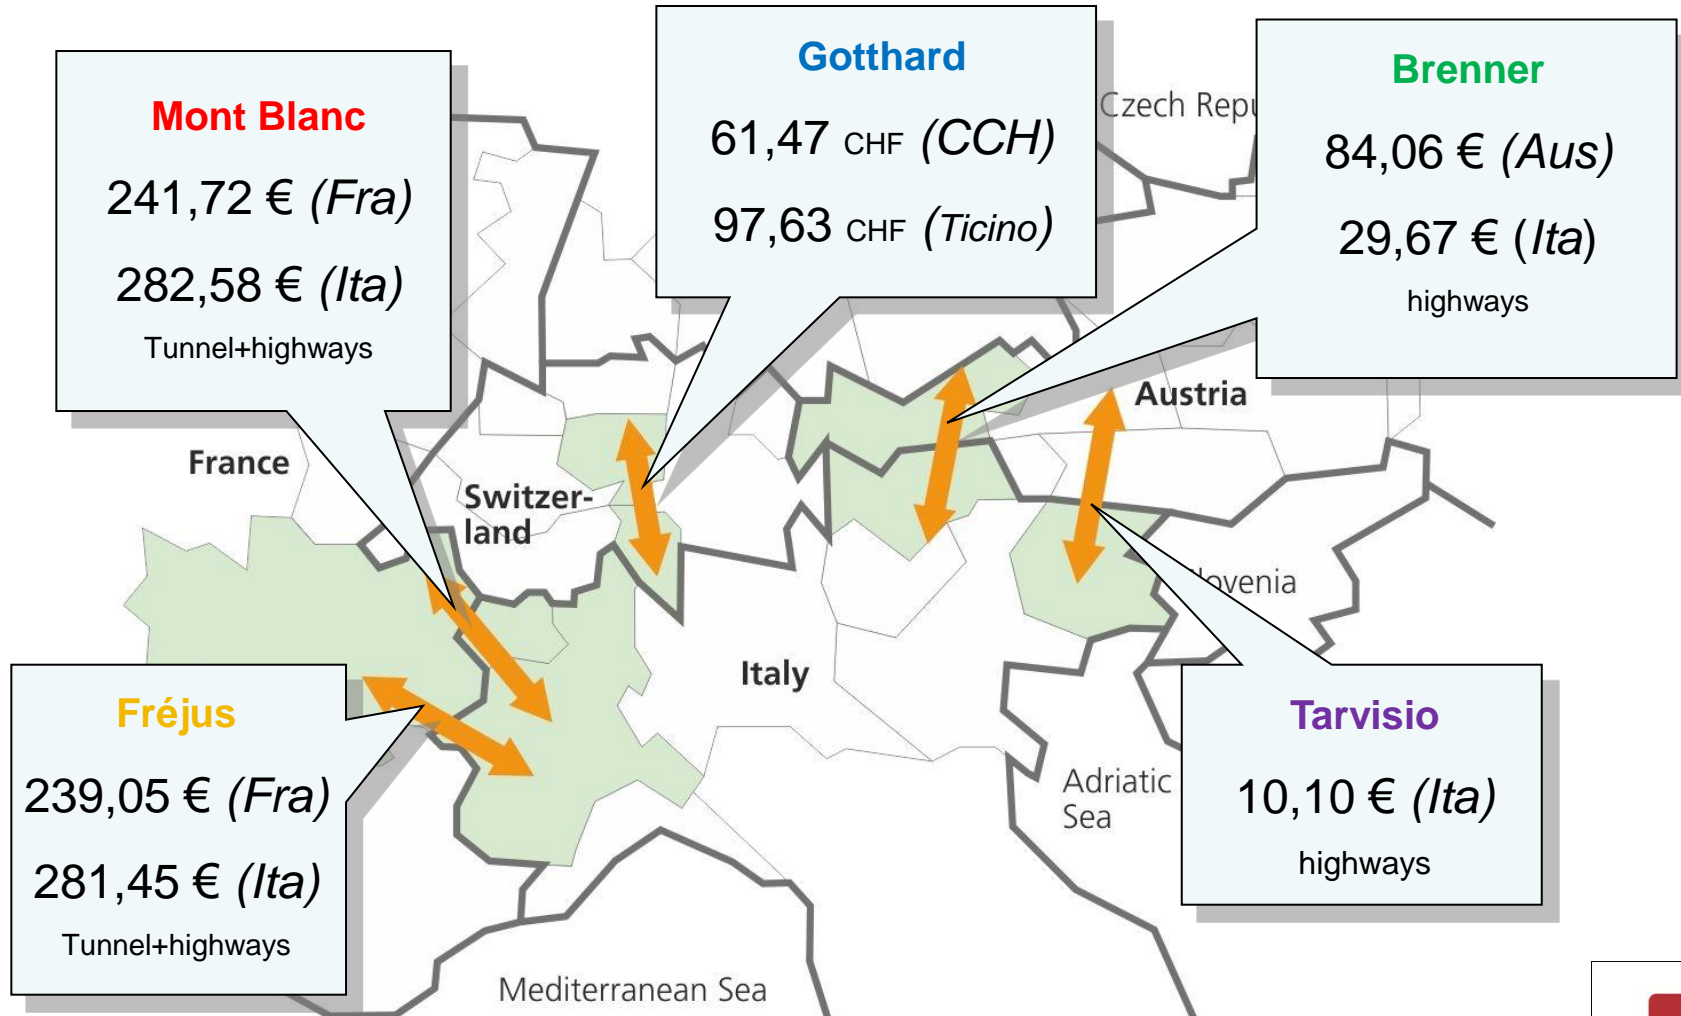 Mont Blanc
241,72 € (Fra)
282,58 € (Ita)
Tunnel+highways
Gotthard
61,47 CHF (CCH)
97,63 CHF (Ticino)
Brenner
84,06 € (Aus)
29,67 € (Ita)
highways
Czech Repu
Austria
France
Switzer-
land
ovenia
Italy
Fréjus
239,05 € (Fra)
281,45 € (Ita)
Tunnel+highways
Tarvisio
10,10 € (Ita)
highways
Adriatic
Sea
Mediterranean Sea